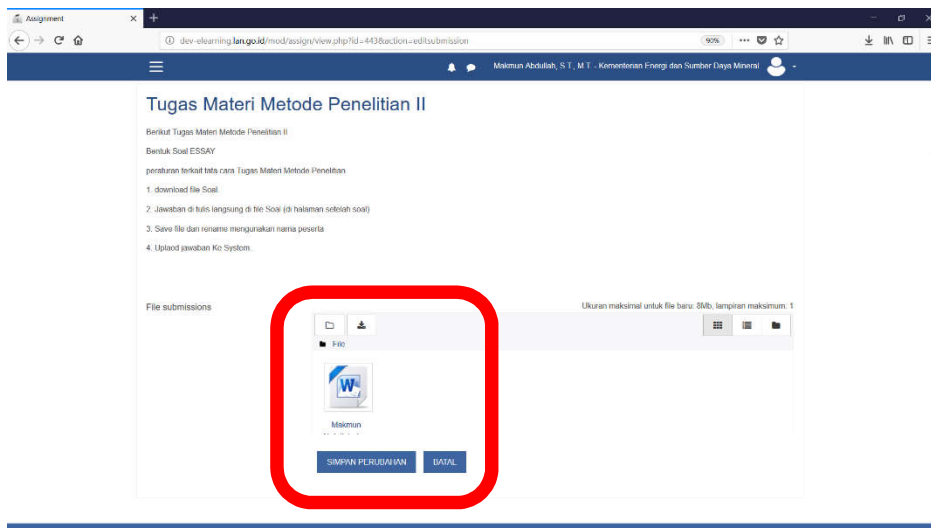 Assignment
dev-elearning.lan.go.id/mod/assign/view.php?id=443&action=editsubmission
90%
Makmun Abdullah, S.T., M.T. - Kementerian Energi dan Sumber Daya Mineral
Tugas Materi Metode Penelitian II
Berikut Tugas Materi Metode Penelitian II
Bentuk Soal ESSAY
peraturan terkait tata cara Tugas Materi Metode Penelitian
1. download file Soal.
2. Jawaban di tulis langsung di file Soal (di halaman setelah soal)
3. Save file dan rename mengunakan nama peserta
4. Uplaod jawaban Ke System.
File submissions
Ukuran maksimal untuk file baru: 8Mb, lampiran maksimum: 1
File
W
Makmun
SIMPAN PERUBAHAN
BATAL